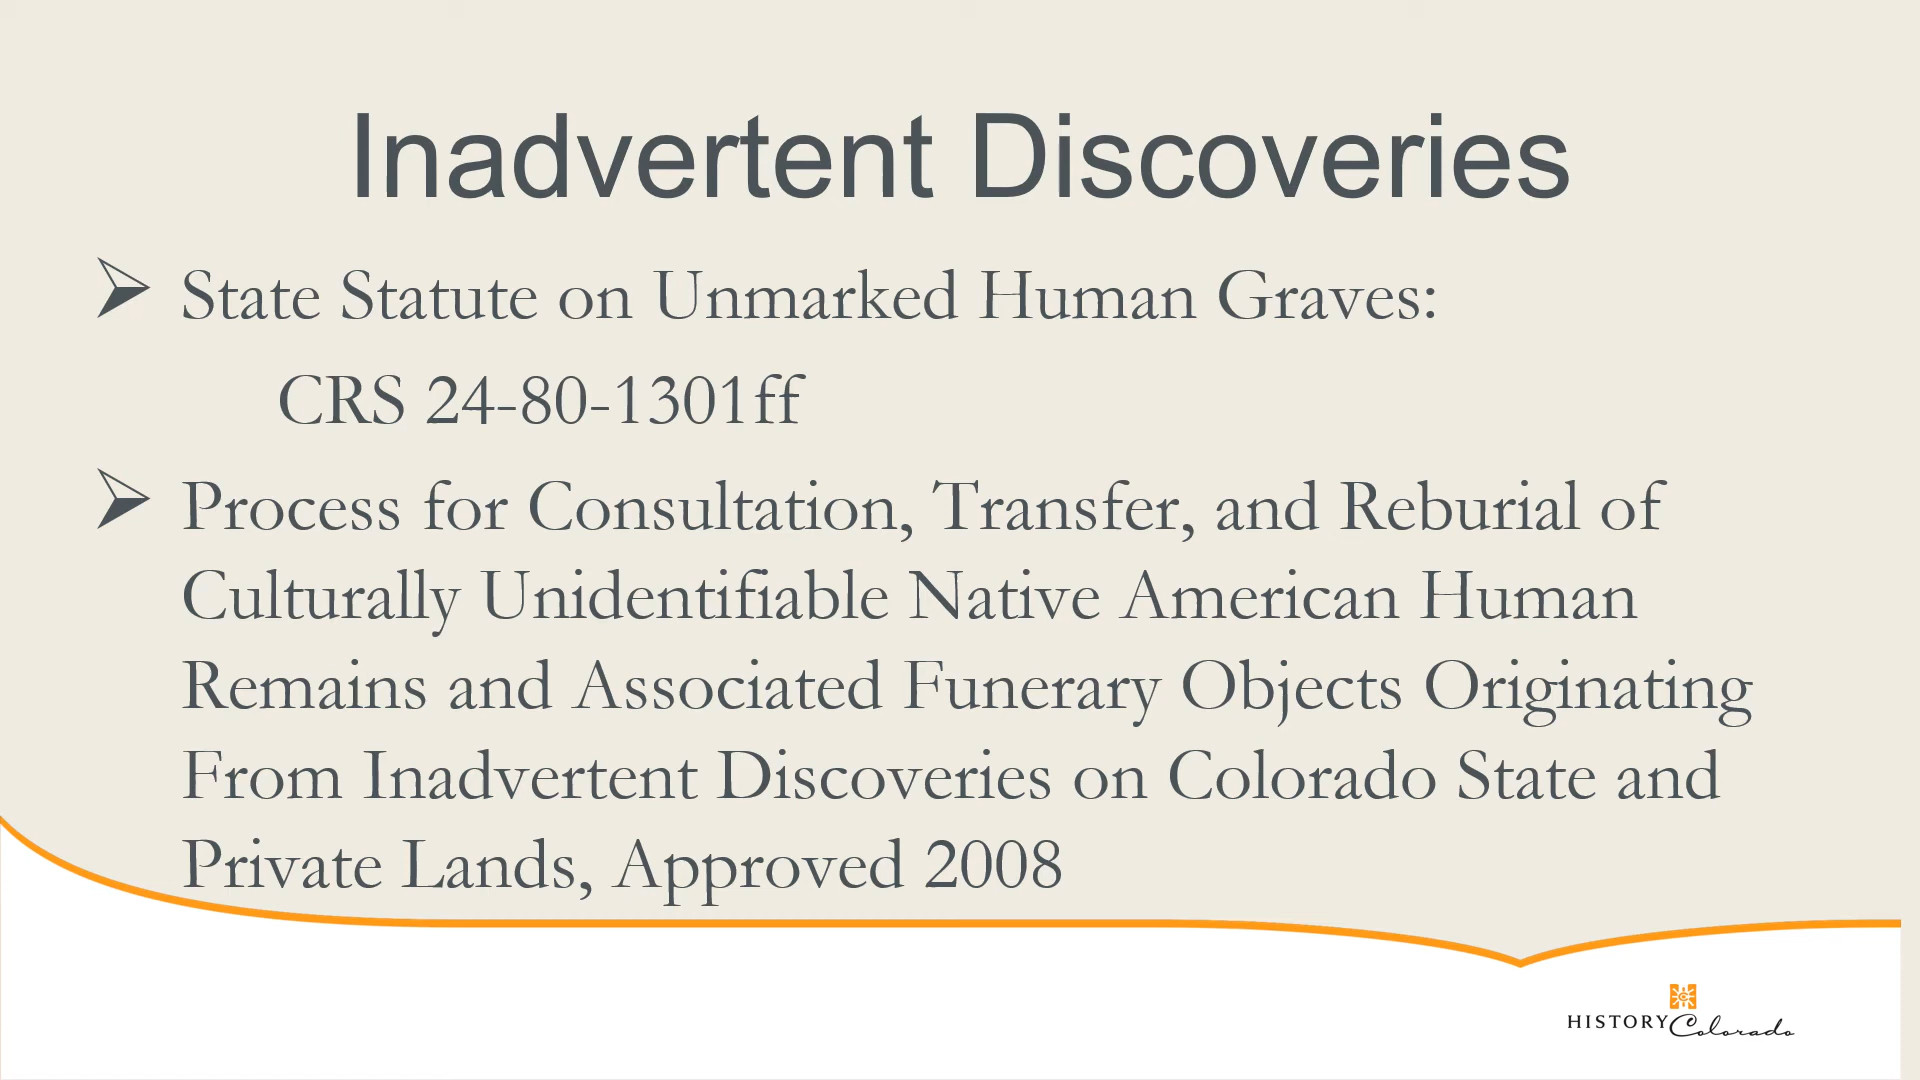 Inadvertent Discoveries
State Statute on Unmarked Human Graves:
CRS 24-80-1301ff
Process for Consultation, Transfer, and Reburial of
Culturally Unidentifiable Native American Human
Remains and Associated Funerary Objects Originating
From Inadvertent Discoveries on Colorado State and
Private Lands, Approved 2008
HISTORY Colorado